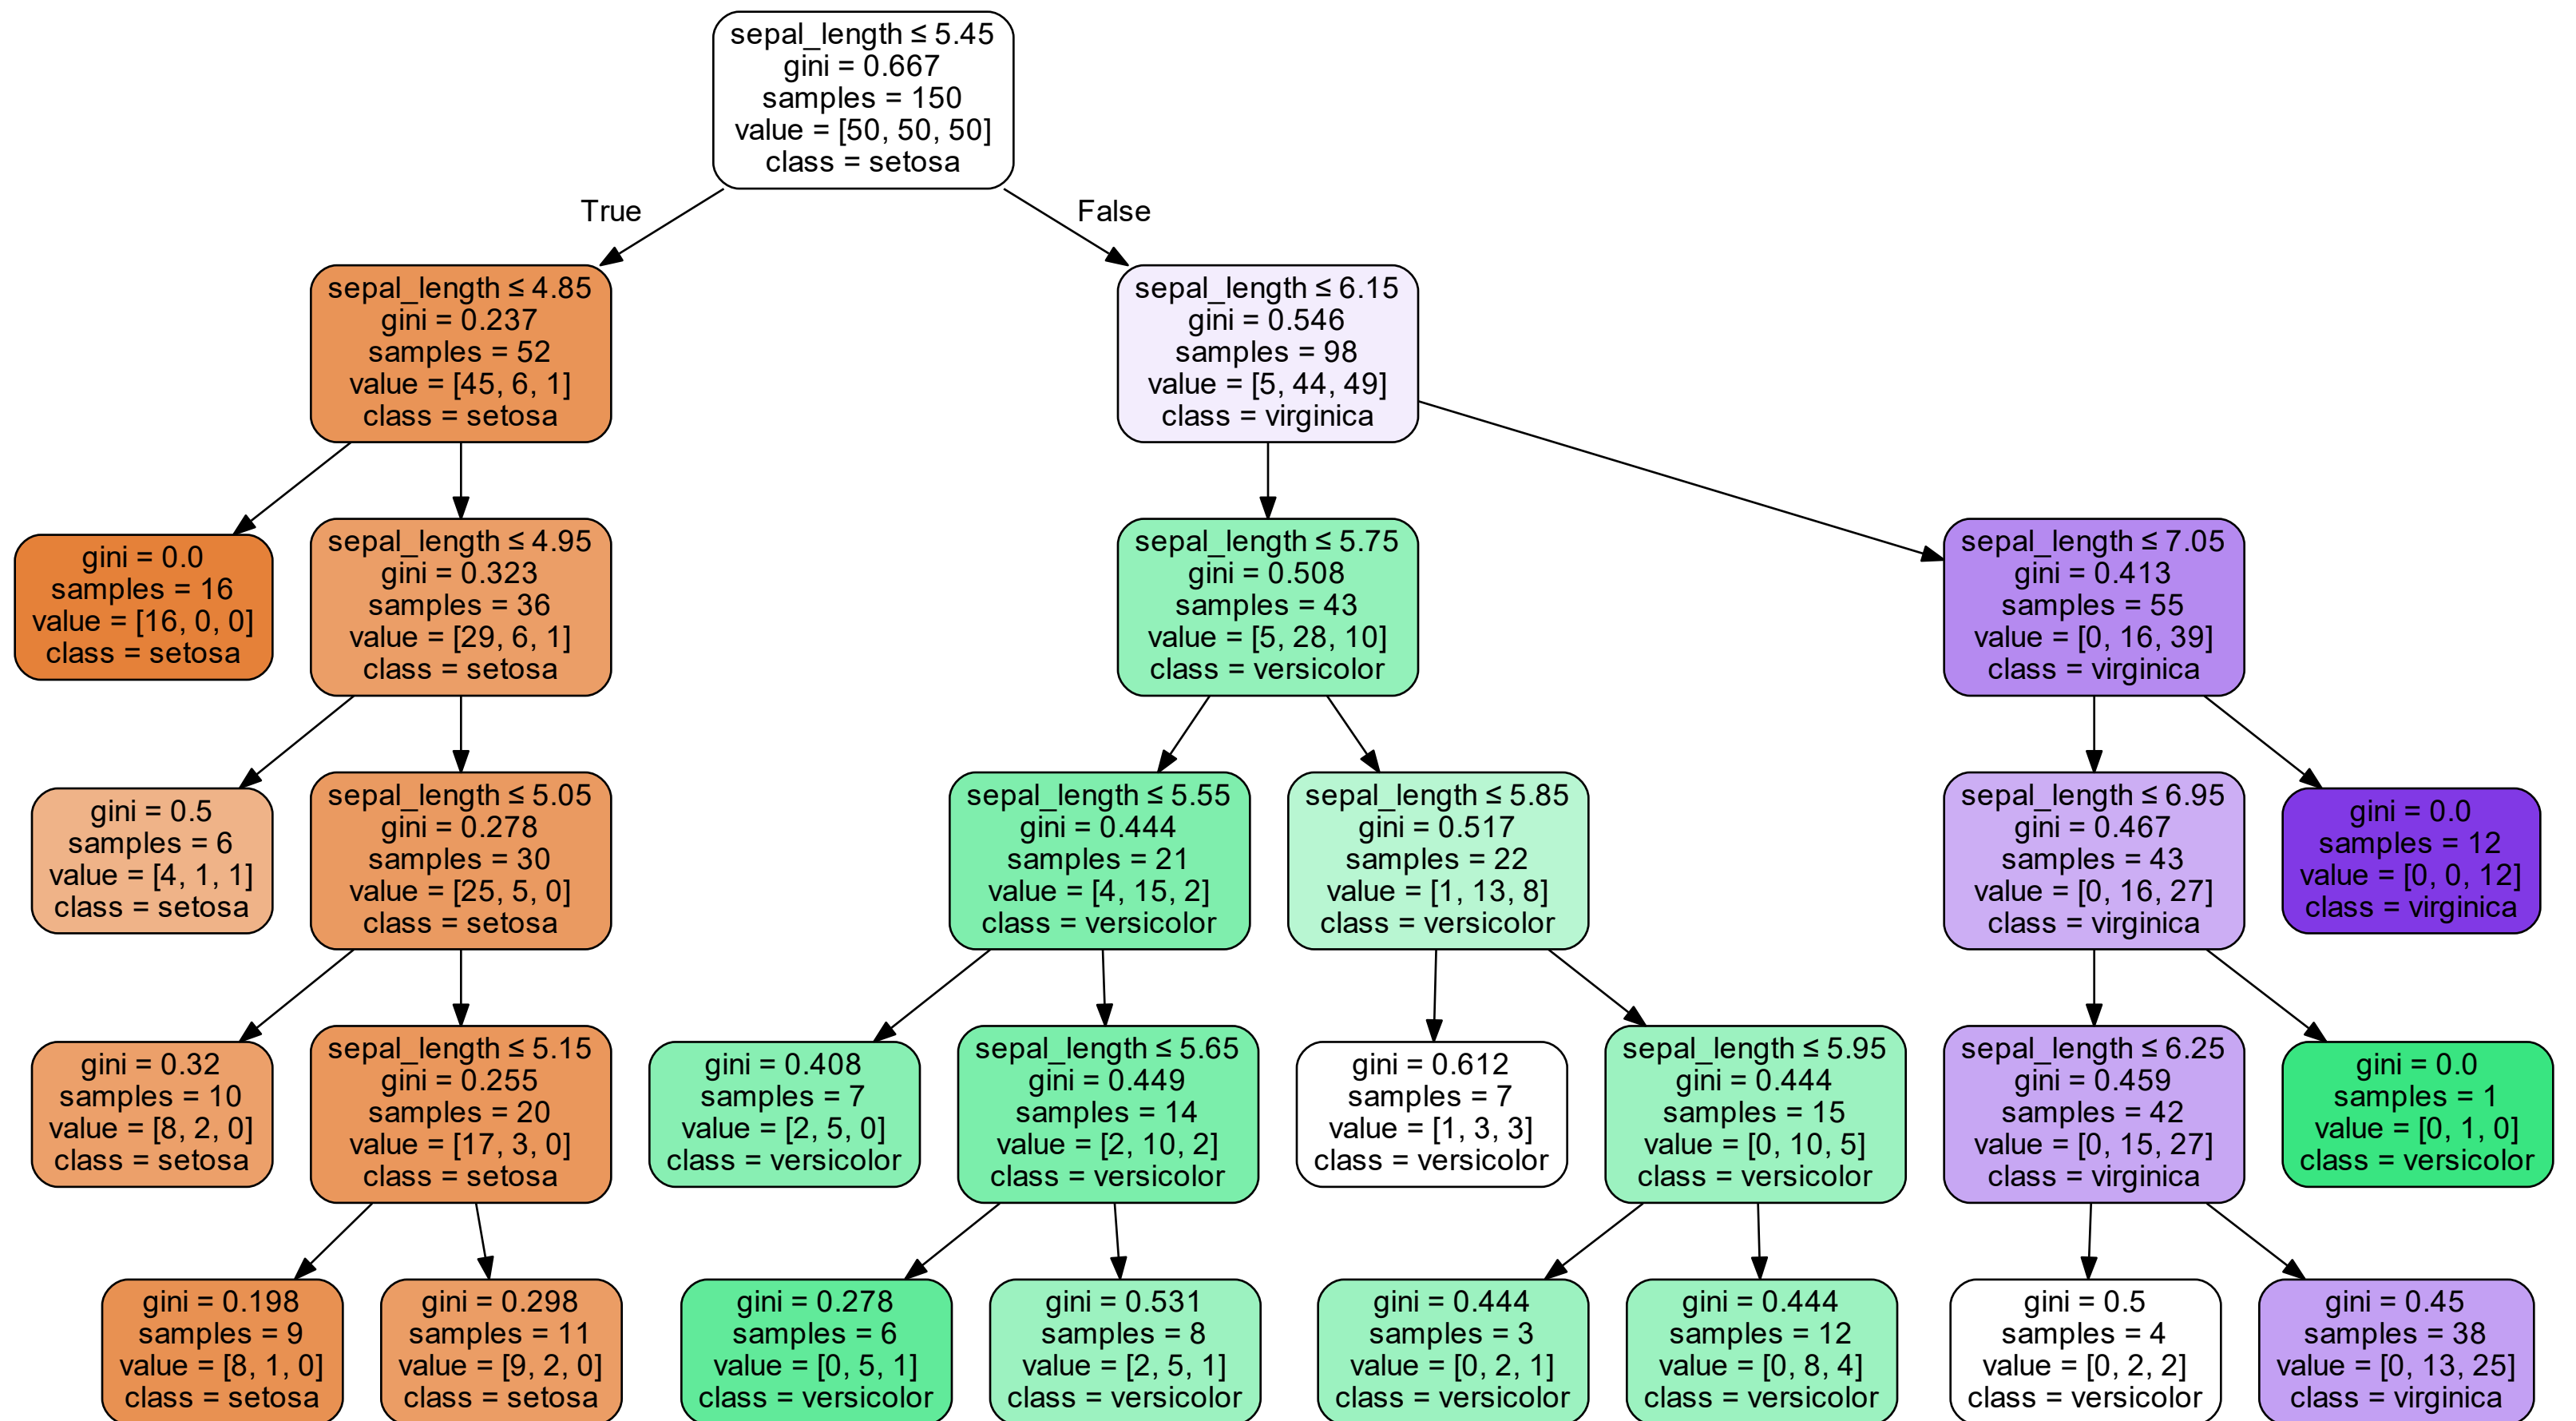 sepal_length ≤ 5.45
gini = 0.667
samples = 150
value = [50, 50, 50]
class = setosa
True
False
sepal_length ≤ 4.85
gini = 0.237
samples = 52
value = [45, 6, 1]
class = setosa
sepal_length ≤ 6.15
gini = 0.546
samples = 98
value = [5, 44, 49]
class = virginica
gini = 0.0
samples = 16
value = [16, 0, 0]
class = setosa
sepal_length ≤ 4.95
gini = 0.323
samples = 36
value = [29, 6, 1]
class = setosa
sepal_length ≤ 5.75
gini = 0.508
samples = 43
value = [5, 28, 10]
class = versicolor
sepal_length ≤ 7.05
gini = 0.413
samples = 55
value = [0, 16, 39]
class = virginica
gini = 0.5
samples = 6
value = [4, 1, 1]
class = setosa
sepal_length ≤ 5.05
gini = 0.278
samples = 30
value = [25, 5, 0]
class = setosa
sepal_length ≤ 5.55
gini = 0.444
samples = 21
value = [4, 15, 2]
class = versicolor
sepal_length ≤ 5.85
gini = 0.517
samples = 22
value = [1, 13, 8]
class = versicolor
sepal_length ≤ 6.95
gini = 0.467
samples = 43
value = [0, 16, 27]
class = virginica
gini = 0.0
samples = 12
value = [0, 0, 12]
class = virginica
gini = 0.32
samples = 10
value = [8, 2, 0]
class = setosa
sepal_length ≤ 5.15
gini = 0.255
samples = 20
value = [17, 3, 0]
class = setosa
gini = 0.408
samples = 7
value = [2, 5, 0]
class = versicolor
sepal_length ≤ 5.65
gini = 0.449
samples = 14
value = [2, 10, 2]
class = versicolor
gini = 0.612
samples = 7
value = [1, 3, 3]
class = versicolor
sepal_length ≤ 5.95
gini = 0.444
samples = 15
value = [0, 10, 5]
class = versicolor
sepal_length ≤ 6.25
gini = 0.459
samples = 42
value = [0, 15, 27]
class = virginica
gini = 0.0
samples = 1
value = [0, 1, 0]
class = versicolor
gini = 0.198
samples = 9
value = [8, 1, 0]
class = setosa
gini = 0.298
samples = 11
value = [9, 2, 0]
class = setosa
gini = 0.278
samples = 6
value = [0, 5, 1]
class = versicolor
gini = 0.531
samples = 8
value = [2, 5, 1]
class = versicolor
gini = 0.444
samples = 3
value = [0, 2, 1]
class = versicolor
gini = 0.444
samples = 12
value = [0, 8, 4]
class = versicolor
gini = 0.5
samples = 4
value = [0, 2, 2]
class = versicolor
gini = 0.45
samples = 38
value = [0, 13, 25]
class = virginica